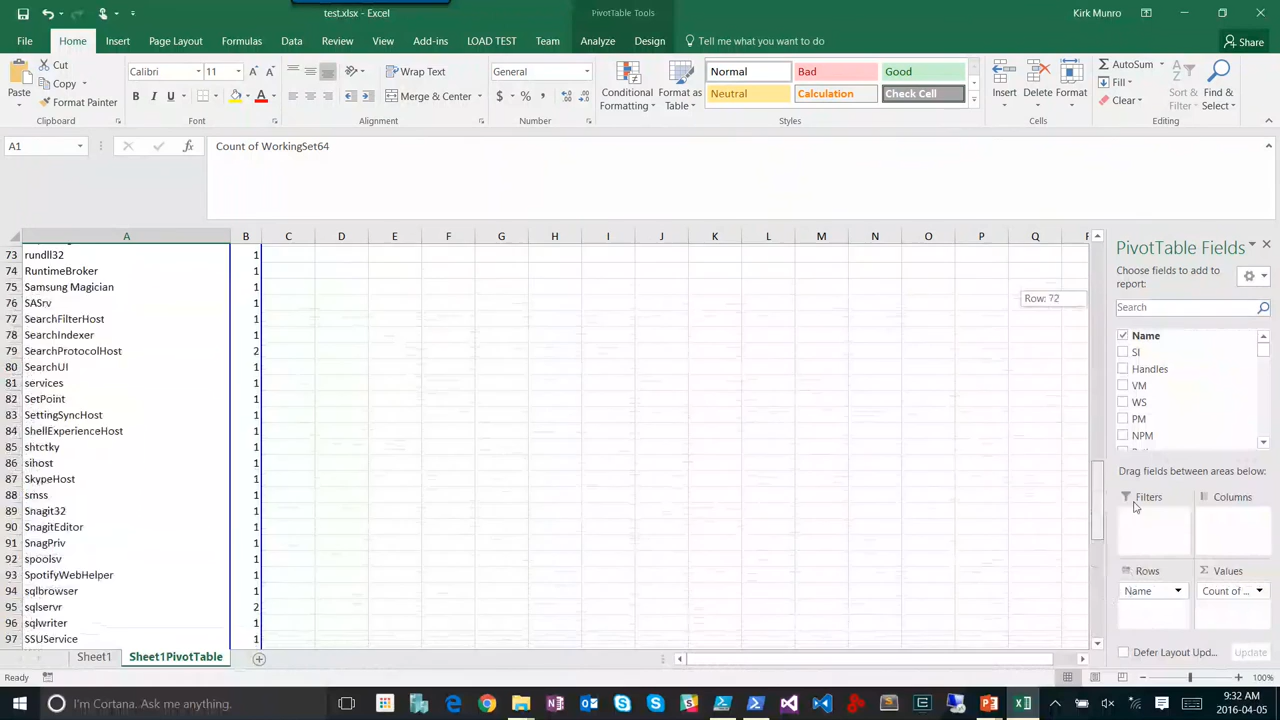 test.xlsx - Excel
PivotTable Tools
Kirk Munro
File Home Insert Page Layout Formulas Data Review View Add-ins LOAD TEST Team Analyze Design Tell me what you want to do Share
Paste
Cut
Copy
Format Painter
Clipboard
Calibri 11
B I U
Font
Wrap Text
Merge & Center
Alignment
General
$ % ,
Number
Conditional Formatting
Format as Table
Normal Bad Good
Neutral Calculation Check Cell
Styles
Insert Delete Format
Cells
AutoSum
Fill
Clear
Sort & Filter
Find & Select
Editing
A1 fx Count of WorkingSet64
A B C D E F G H I J K L M N O P Q
73 rundll32 1
74 RuntimeBroker 1
75 Samsung Magician 1
76 SASrv 1
77 SearchFilterHost 1
78 SearchIndexer 1
79 SearchProtocolHost 2
80 SearchUI 1
81 services 1
82 SetPoint 1
83 SettingSyncHost 1
84 ShellExperienceHost 1
85 shtctky 1
86 sihost 1
87 SkypeHost 1
88 smss 1
89 Snagit32 1
90 SnagitEditor 1
91 SnagPriv 1
92 spoolsv 1
93 SpotifyWebHelper 1
94 sqlbrowser 1
95 sqlservr 2
96 sqlwriter 1
97 SSUService 1
Row: 72
PivotTable Fields
Choose fields to add to report:
Search
Name
SI
Handles
VM
WS
PM
NPM
Drag fields between areas below:
Filters Columns
Rows Values
Name Count of ...
Defer Layout Upd... Update
Sheet1 Sheet1PivotTable
Ready
100%
I'm Cortana. Ask me anything.
9:32 AM
2016-04-05